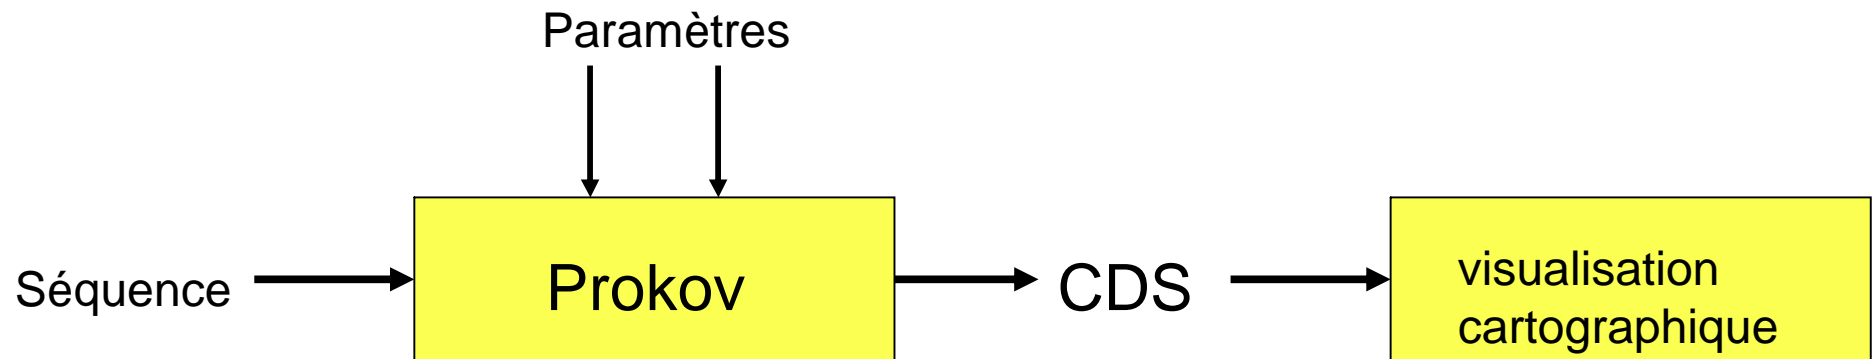 Paramètres
Séquence
Prokov
CDS
visualisation
cartographique